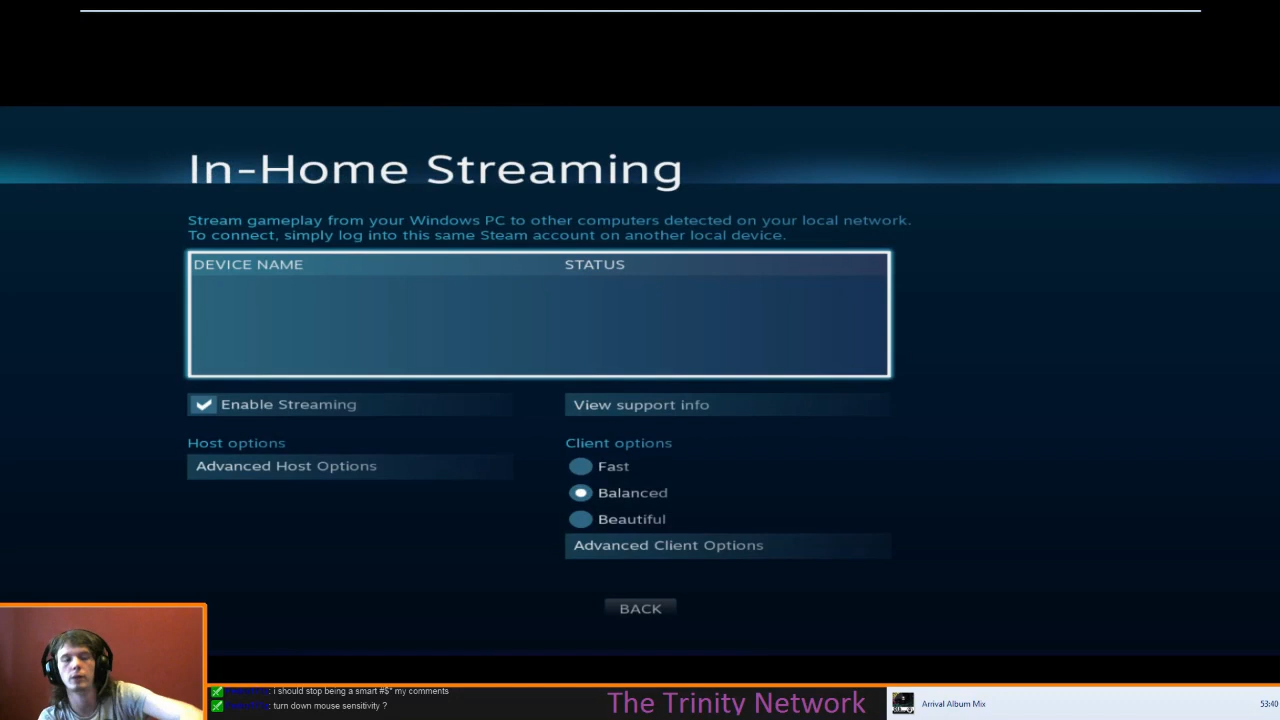 In-Home Streaming
Stream gameplay from your Windows PC to other computers detected on your local network.
To connect, simply log into this same Steam account on another local device.
DEVICE NAME STATUS
Enable Streaming View support info
Host options Client options
Advanced Host Options Fast
Balanced
Beautiful
Advanced Client Options
BACK
: i should stop being a smart #$* my comments
: turn down mouse sensitivity ?
The Trinity Network
Arrival Album Mix 53:40